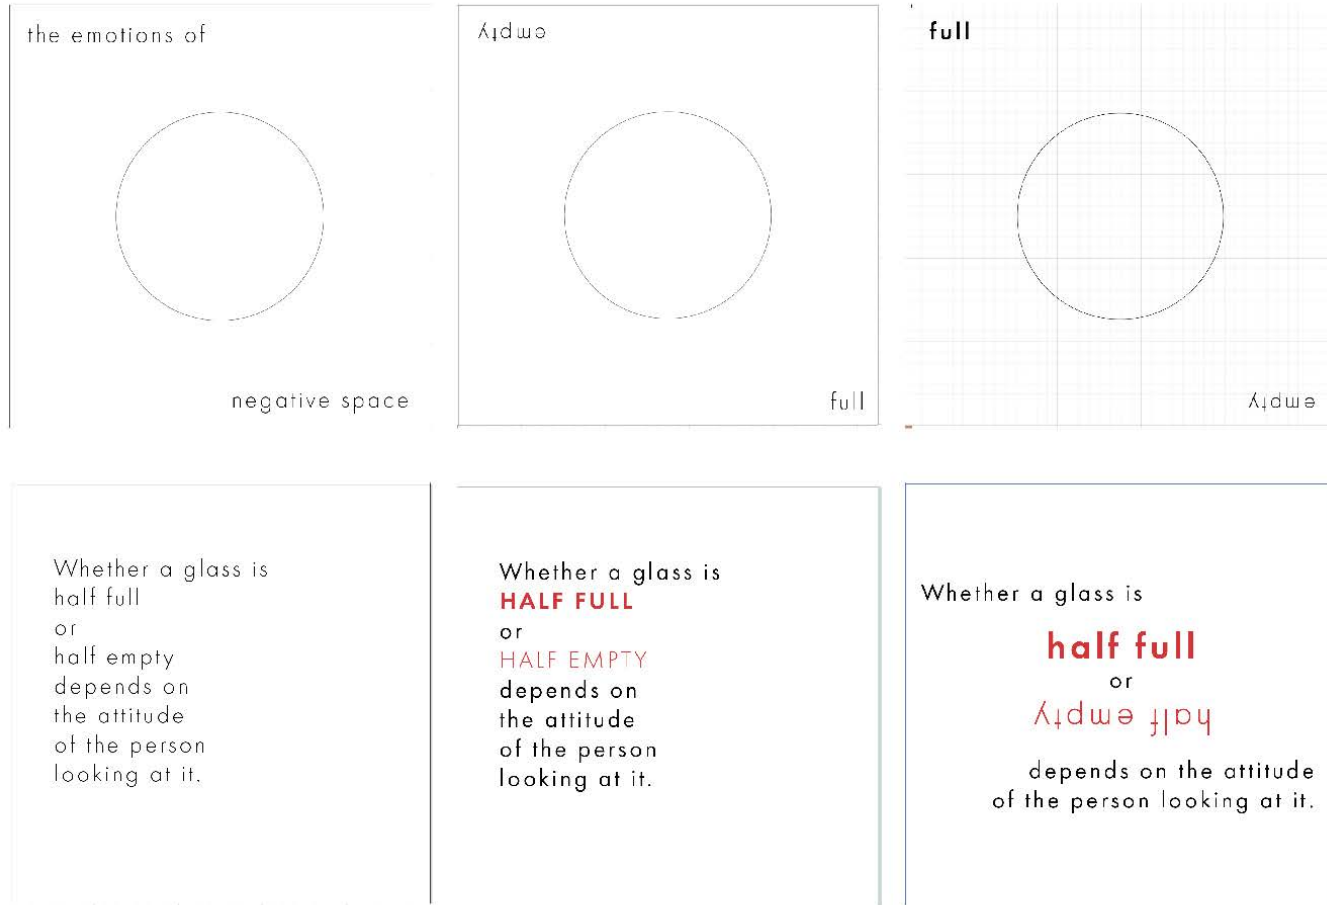 the emotions of
negative space
empty
full
full
empty
Whether a glass is
half full
or
half empty
depends on
the attitude
of the person
looking at it.
Whether a glass is
HALF FULL
or
HALF EMPTY
depends on
the attitude
of the person
looking at it.
Whether a glass is
half full
or
half empty
depends on the attitude
of the person looking at it.